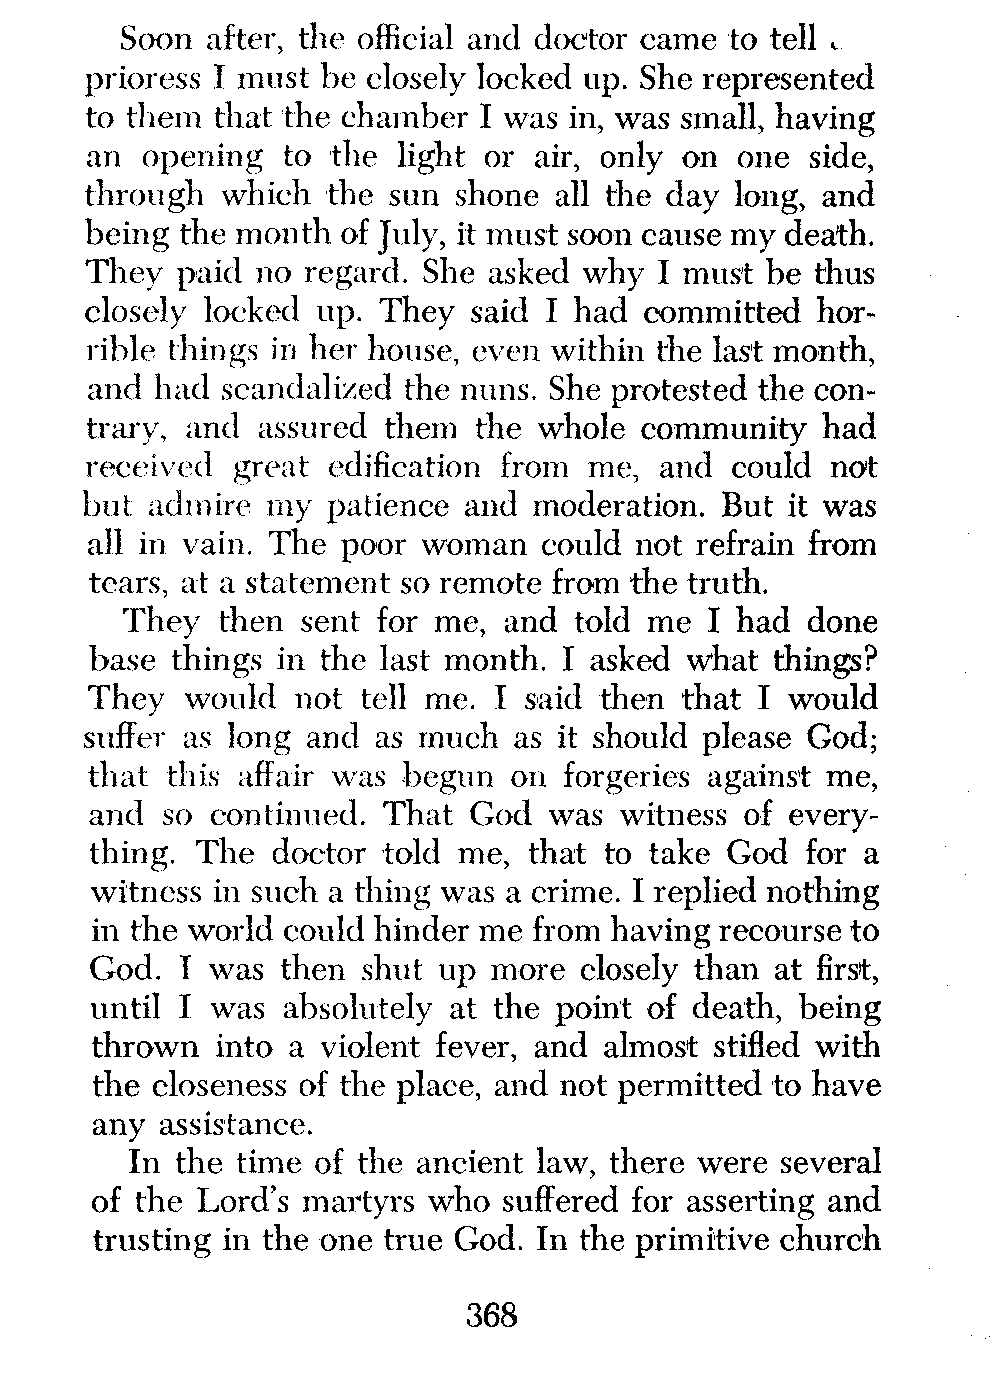 Soon after, the official and doctor came to tell
prioress I must be closely locked up. She represented
to them that the chamber I was in, was small, having
an opening to the light or air, only on one side,
through which the sun shone all the day long, and
being the month of July, it must soon cause my death.
They paid no regard. She asked why I must be thus
closely locked up. They said I had committed hor-
rible things in her house, even within the last month,
and had scandalized the nuns. She protested the con-
trary, and assured them the whole community had
received great edification from me, and could not
but admire my patience and moderation. But it was
all in vain. The poor woman could not refrain from
tears, at a statement so remote from the truth.
They then sent for me, and told me I had done
base things in the last month. I asked what things?
They would not tell me. I said then that I would
suffer as long and as much as it should please God;
that this affair was begun on forgeries against me,
and so continued. That God was witness of every-
thing. The doctor told me, that to take God for a
witness in such a thing was a crime. I replied nothing
in the world could hinder me from having recourse to
God. I was then shut up more closely than at first,
until I was absolutely at the point of death, being
thrown into a violent fever, and almost stifled with
the closeness of the place, and not permitted to have
any assistance.
In the time of the ancient law, there were several
of the Lord's martyrs who suffered for asserting and
trusting in the one true God. In the primitive church
368